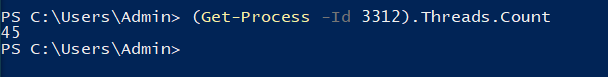 PS C:\Users\Admin> (Get-Process -Id 3312).Threads.Count
45
PS C:\Users\Admin>